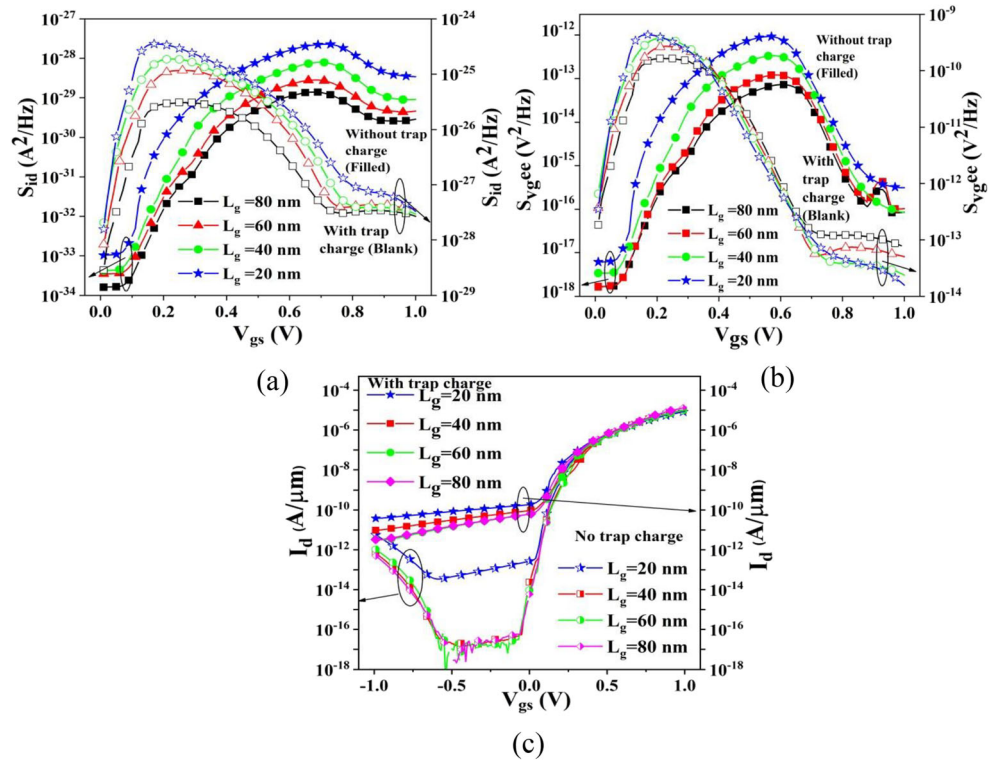 10^-26
10^-27
10^-28
10^-29
10^-30
10^-31
10^-32
10^-33
10^-34
S_id (A^2/Hz)
Without trap
charge
(Filled)
With trap
charge (Blank)
L_g = 80 nm
L_g = 60 nm
L_g = 40 nm
L_g = 20 nm
0.0 0.2 0.4 0.6 0.8 1.0
V_gs (V)
10^-24
10^-25
10^-26
10^-27
10^-28
10^-29
S_id (A^2/Hz)
(a)
10^-12
10^-13
10^-14
10^-15
10^-16
10^-17
10^-18
S_vgee (V^2/Hz)
Without trap
charge
(Filled)
With
trap
charge
(Blank)
L_g = 80 nm
L_g = 60 nm
L_g = 40 nm
L_g = 20 nm
0.0 0.2 0.4 0.6 0.8 1.0
V_gs (V)
10^-9
10^-10
10^-11
10^-12
10^-13
10^-14
S_vgee (V^2/Hz)
(b)
10^-4
10^-6
10^-8
10^-10
10^-12
10^-14
10^-16
10^-18
I_d (A/μm)
With trap charge
L_g=20 nm
L_g=40 nm
L_g=60 nm
L_g=80 nm
No trap charge
L_g=20 nm
L_g=40 nm
L_g=60 nm
L_g=80 nm
-1.0 -0.5 0.0 0.5 1.0
V_gs (V)
10^-4
10^-6
10^-8
10^-10
10^-12
10^-14
10^-16
10^-18
I_d (A/μm)
(c)